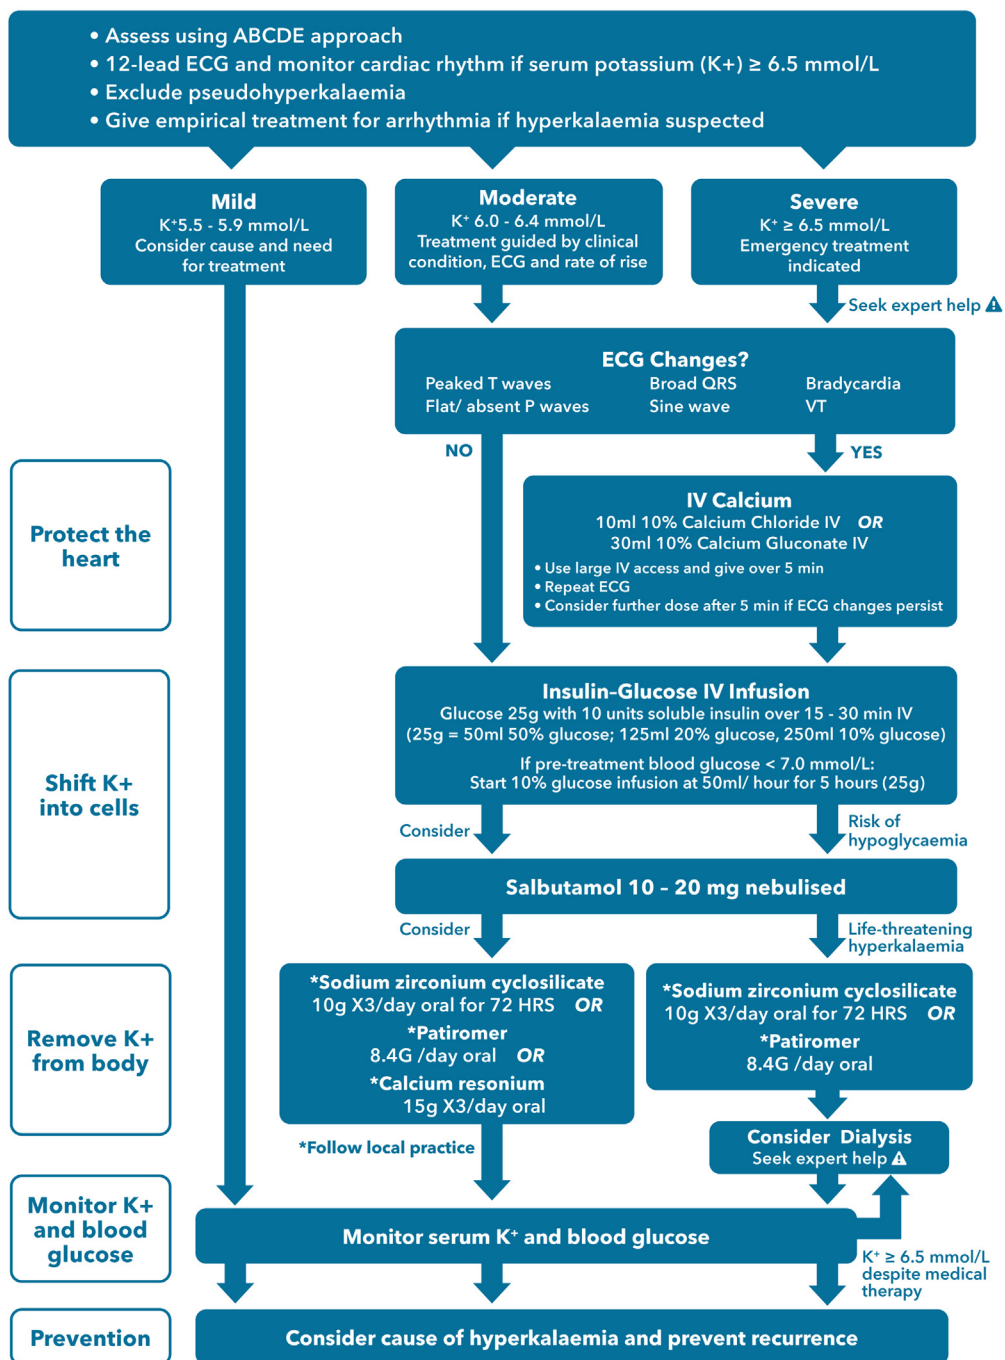 • Assess using ABCDE approach
• 12-lead ECG and monitor cardiac rhythm if serum potassium (K+) ≥ 6.5 mmol/L
• Exclude pseudohyperkalaemia
• Give empirical treatment for arrhythmia if hyperkalaemia suspected
Mild
K⁺5.5 - 5.9 mmol/L
Consider cause and need
for treatment
Moderate
K⁺ 6.0 - 6.4 mmol/L
Treatment guided by clinical
condition, ECG and rate of rise
Severe
K⁺ ≥ 6.5 mmol/L
Emergency treatment
indicated
Seek expert help
ECG Changes?
Peaked T waves Broad QRS Bradycardia
Flat/ absent P waves Sine wave VT
NO
YES
Protect the
heart
IV Calcium
10ml 10% Calcium Chloride IV OR
30ml 10% Calcium Gluconate IV
• Use large IV access and give over 5 min
• Repeat ECG
• Consider further dose after 5 min if ECG changes persist
Shift K+
into cells
Insulin–Glucose IV Infusion
Glucose 25g with 10 units soluble insulin over 15 - 30 min IV
(25g = 50ml 50% glucose; 125ml 20% glucose, 250ml 10% glucose)
If pre-treatment blood glucose < 7.0 mmol/L:
Start 10% glucose infusion at 50ml/ hour for 5 hours (25g)
Consider
Risk of
hypoglycaemia
Salbutamol 10 – 20 mg nebulised
Consider
Life-threatening
hyperkalaemia
Remove K+
from body
*Sodium zirconium cyclosilicate
10g X3/day oral for 72 HRS OR
*Patiromer
8.4G /day oral OR
*Calcium resonium
15g X3/day oral
*Sodium zirconium cyclosilicate
10g X3/day oral for 72 HRS OR
*Patiromer
8.4G /day oral
*Follow local practice
Consider Dialysis
Seek expert help
Monitor K+
and blood
glucose
Monitor serum K⁺ and blood glucose
K⁺ ≥ 6.5 mmol/L
despite medical
therapy
Prevention
Consider cause of hyperkalaemia and prevent recurrence